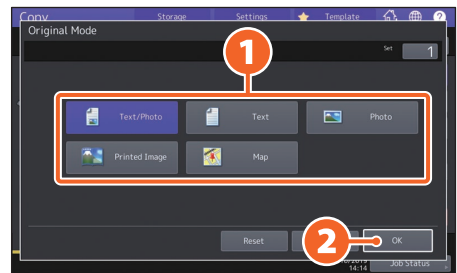 Copy Storage Settings Template
Original Mode
1
Set 1
Text/Photo Text Photo
Printed Image Map
Reset 2 OK
14:14 Job Status